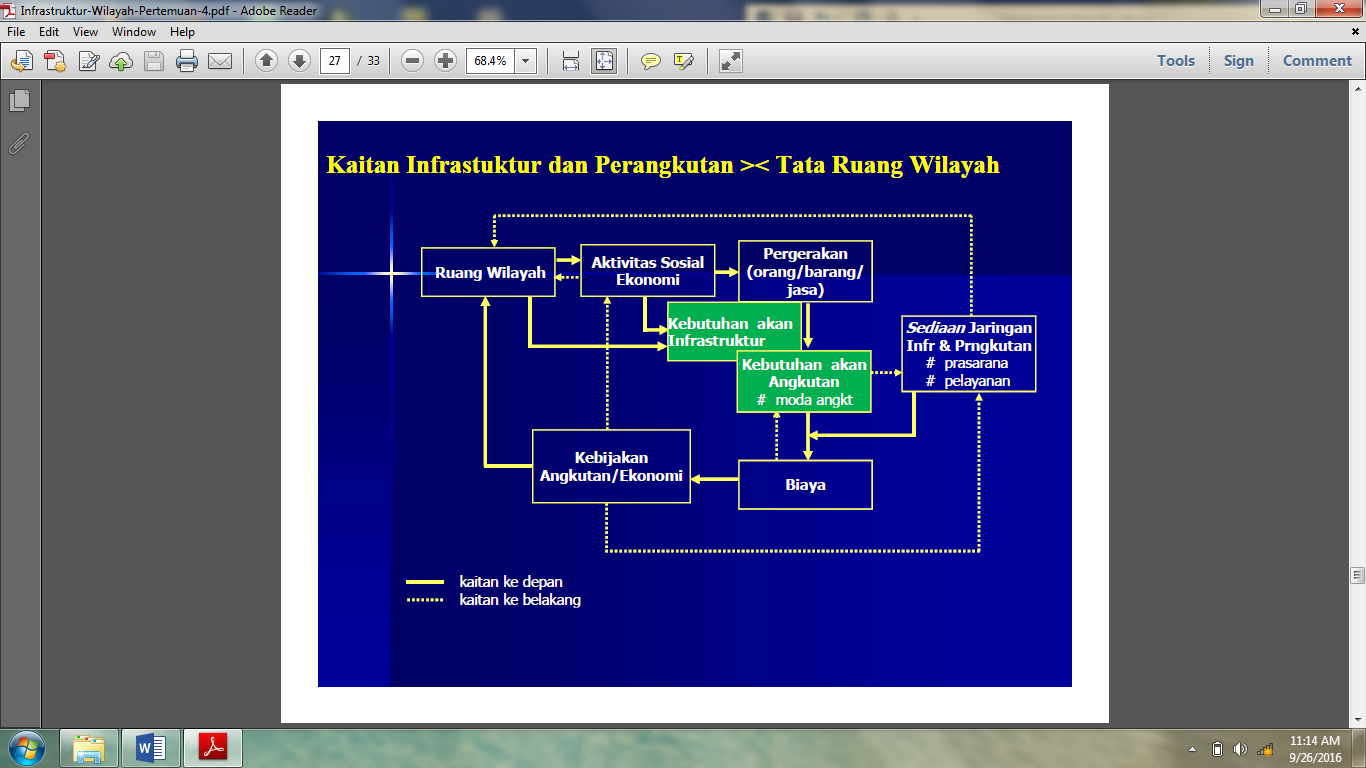 Infrastruktur-Wilayah-Pertemuan-4.pdf - Adobe Reader
File Edit View Window Help
27 / 33 68.4% Tools Sign Comment
Kaitan Infrastuktur dan Perangkutan >< Tata Ruang Wilayah
Ruang Wilayah
Aktivitas Sosial
Ekonomi
Pergerakan
(orang/barang/
jasa)
Kebutuhan akan
Infrastruktur
Kebutuhan akan
Angkutan
# moda angkt
Sediaan Jaringan
Infr & Prngkutan
# prasarana
# pelayanan
Kebijakan
Angkutan/Ekonomi
Biaya
kaitan ke depan
kaitan ke belakang
11:14 AM
9/26/2016